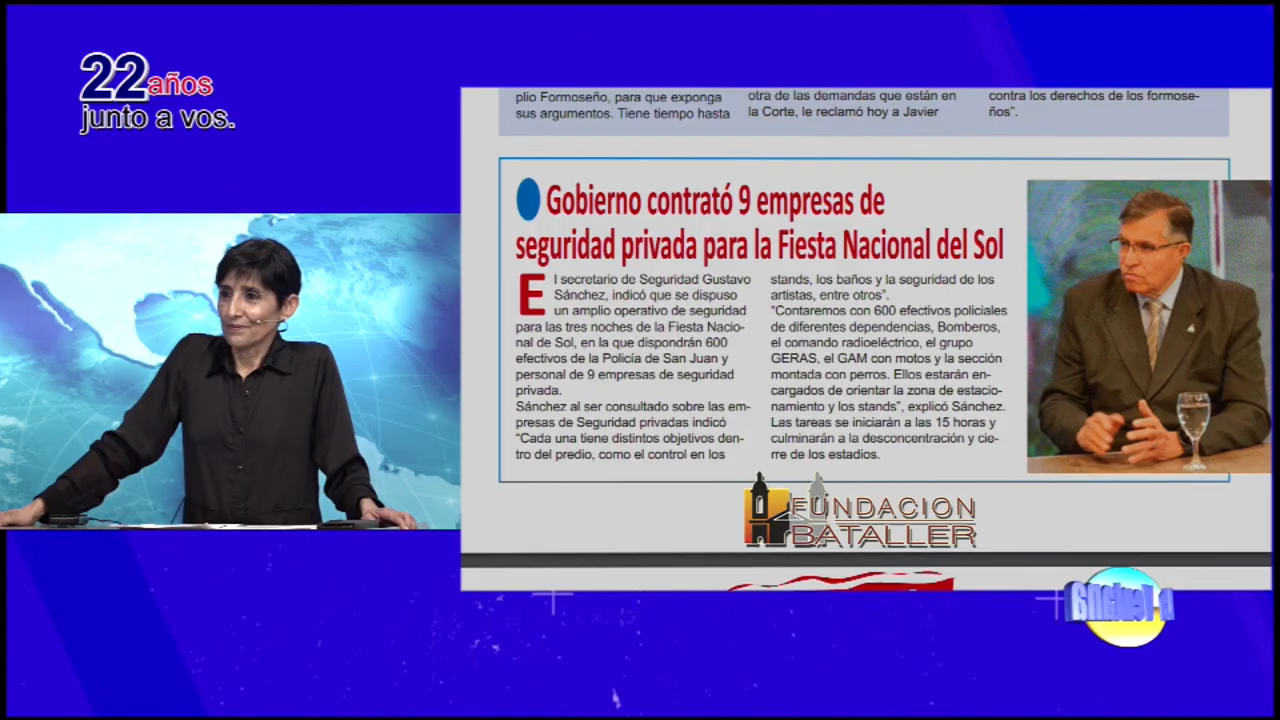 22años
junto a vos.
plio Formoseño, para que exponga
sus argumentos. Tiene tiempo hasta
otra de las demandas que están en
la Corte, le reclamó hoy a Javier
contra los derechos de los formose-
ños”.
Gobierno contrató 9 empresas de
seguridad privada para la Fiesta Nacional del Sol
El secretario de Seguridad Gustavo
Sánchez, indicó que se dispuso
un amplio operativo de seguridad
para las tres noches de la Fiesta Nacio-
nal de Sol, en la que dispondrán 600
efectivos de la Policía de San Juan y
personal de 9 empresas de seguridad
privada.
Sánchez al ser consultado sobre las em-
presas de Seguridad privadas indicó
“Cada una tiene distintos objetivos den-
tro del predio, como el control en los
stands, los baños y la seguridad de los
artistas, entre otros”.
“Contaremos con 600 efectivos policiales
de diferentes dependencias, Bomberos,
el comando radioeléctrico, el grupo
GERAS, el GAM con motos y la sección
montada con perros. Ellos estarán en-
cargados de orientar la zona de estacio-
namiento y los stands”, explicó Sánchez.
Las tareas se iniciarán a las 15 horas y
culminarán a la desconcentración y cie-
rre de los estadios.
FUNDACION
BATALLER